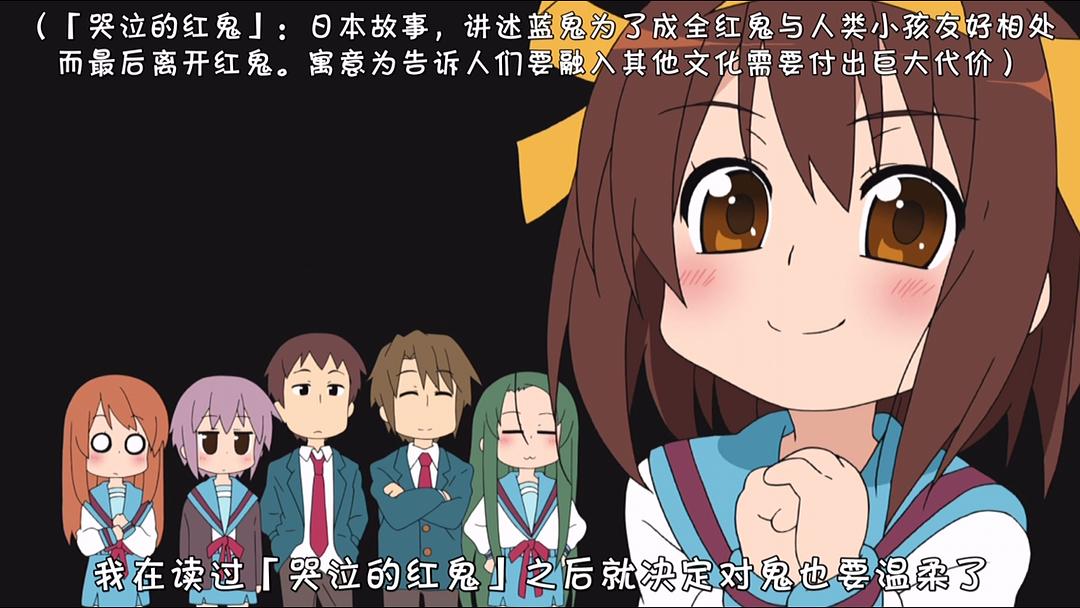 （「哭泣的红鬼」：日本故事，讲述蓝鬼为了成全红鬼与人类小孩友好相处
而最后离开红鬼。寓意为告诉人们要融入其他文化需要付出巨大代价）
我在读过「哭泣的红鬼」之后就决定对鬼也要温柔了